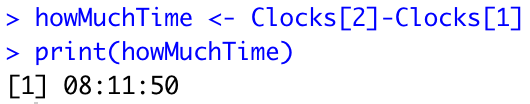 > howMuchTime <- Clocks[2]-Clocks[1]
> print(howMuchTime)
[1] 08:11:50